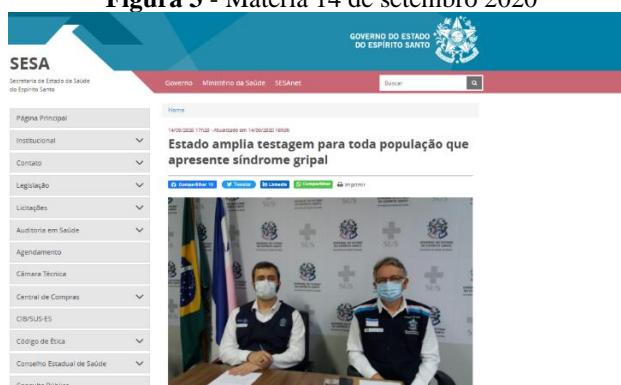 Figura 3 - Matéria 14 de setembro 2020
GOVERNO DO ESTADO
DO ESPÍRITO SANTO
SESA
Secretaria de Estado da Saúde
do Espírito Santo
Governo Ministério da Saúde SESAnet
Buscar
Página Principal
Institucional
Contato
Legislação
Licitações
Auditoria em Saúde
Agendamento
Câmara Técnica
Central de Compras
CIB/SUS-ES
Código de Ética
Conselho Estadual de Saúde
Consulta Pública
Home
14/09/2020 17h23 - Atualizado em 14/09/2020
Estado amplia testagem para toda população que
apresente síndrome gripal
Compartilhar Tweetar LinkedIn Compartilhar Imprimir
SUS
SUS